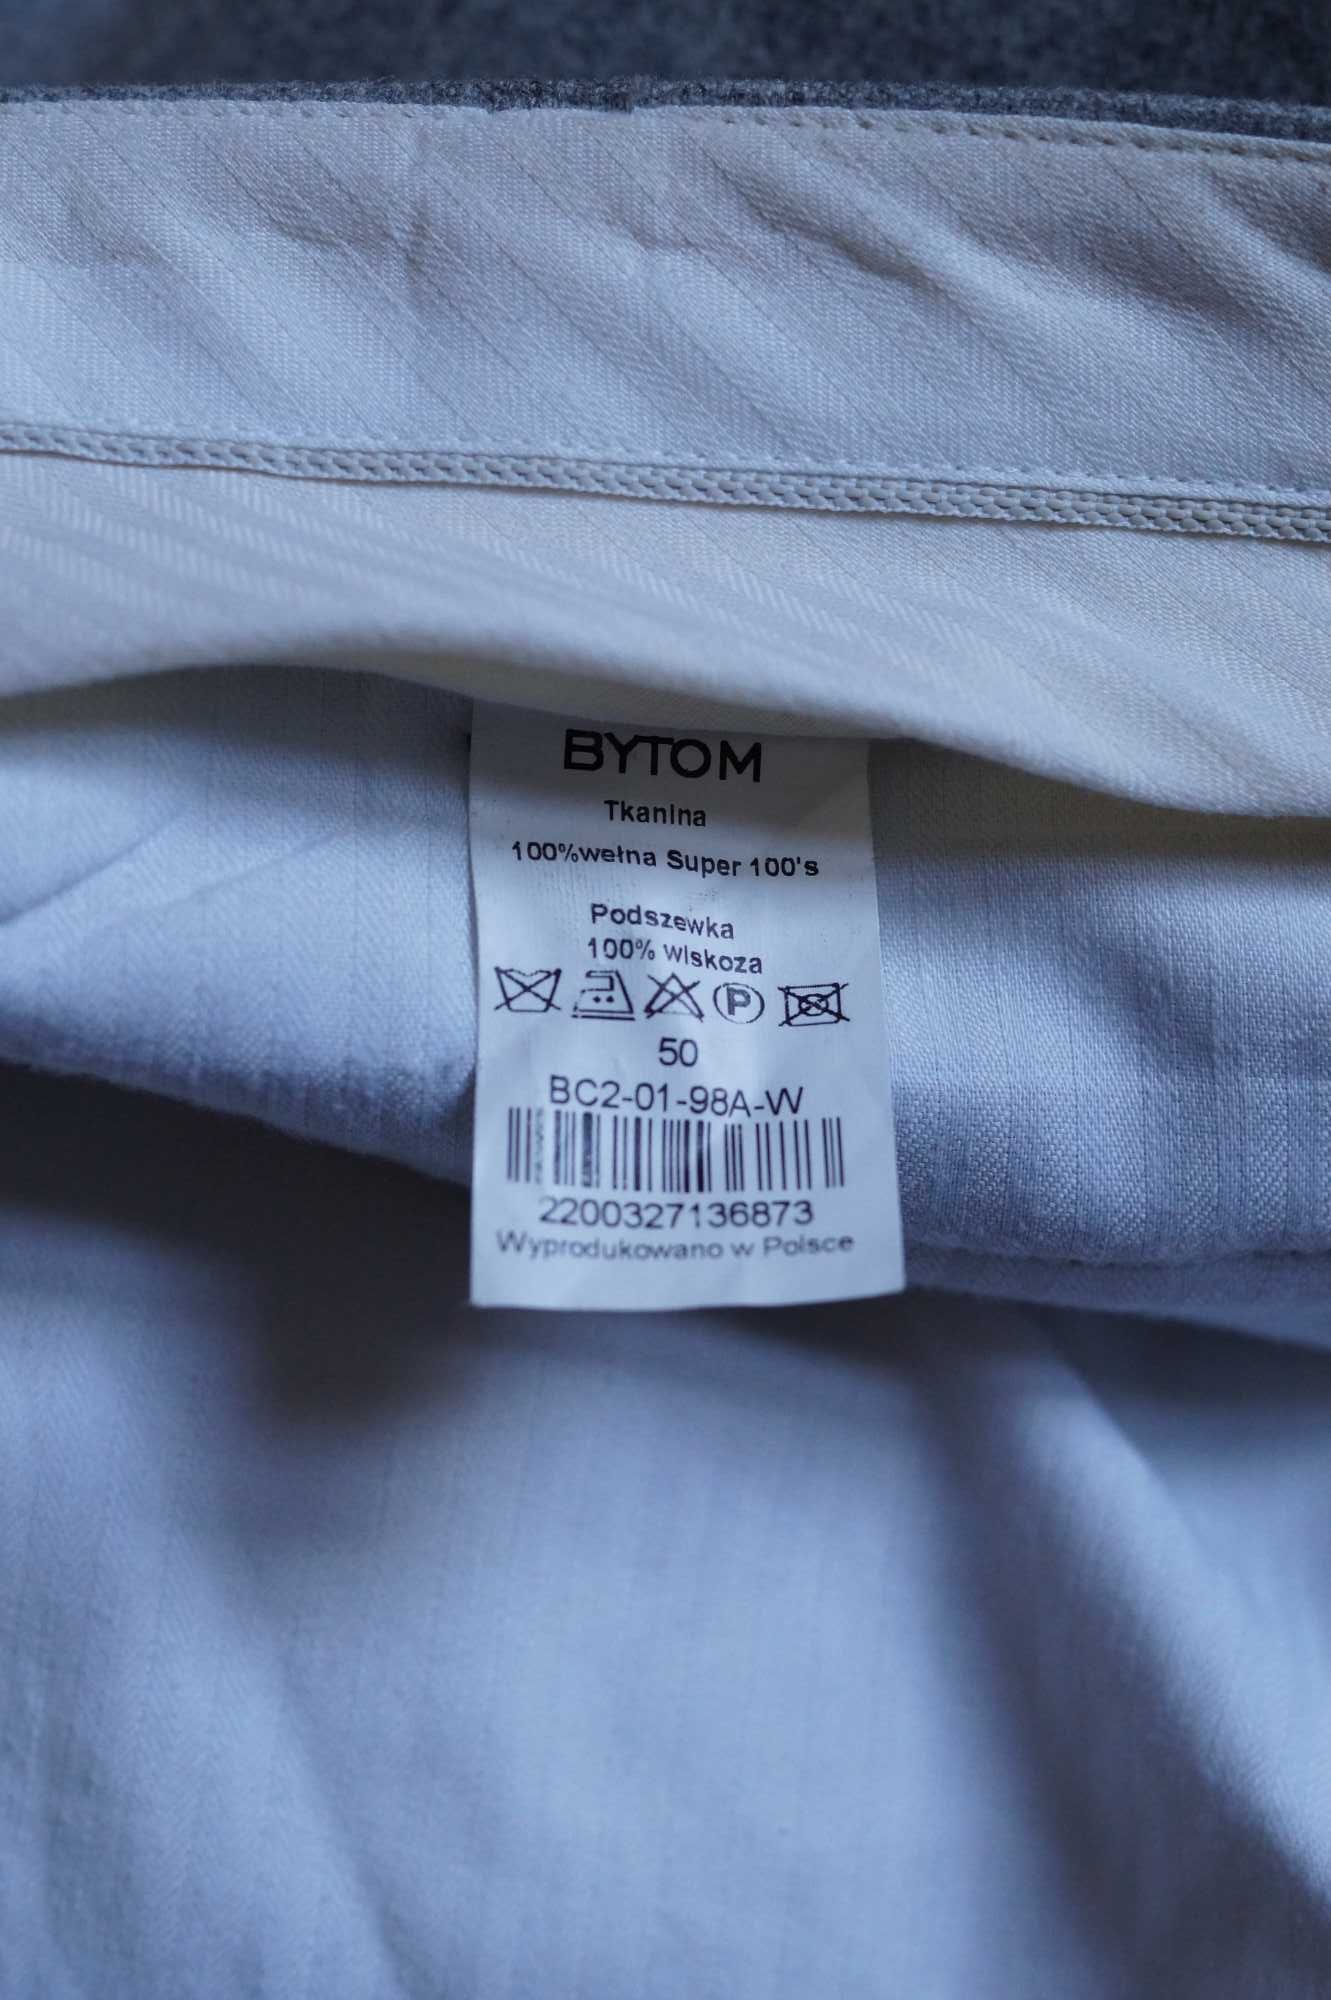 BYTOM
Tkanina
100%wełna Super 100's
Podszewka
100% wiskoza
P
50
BC2-01-98A-W
2200327136873
Wyprodukowano w Polsce